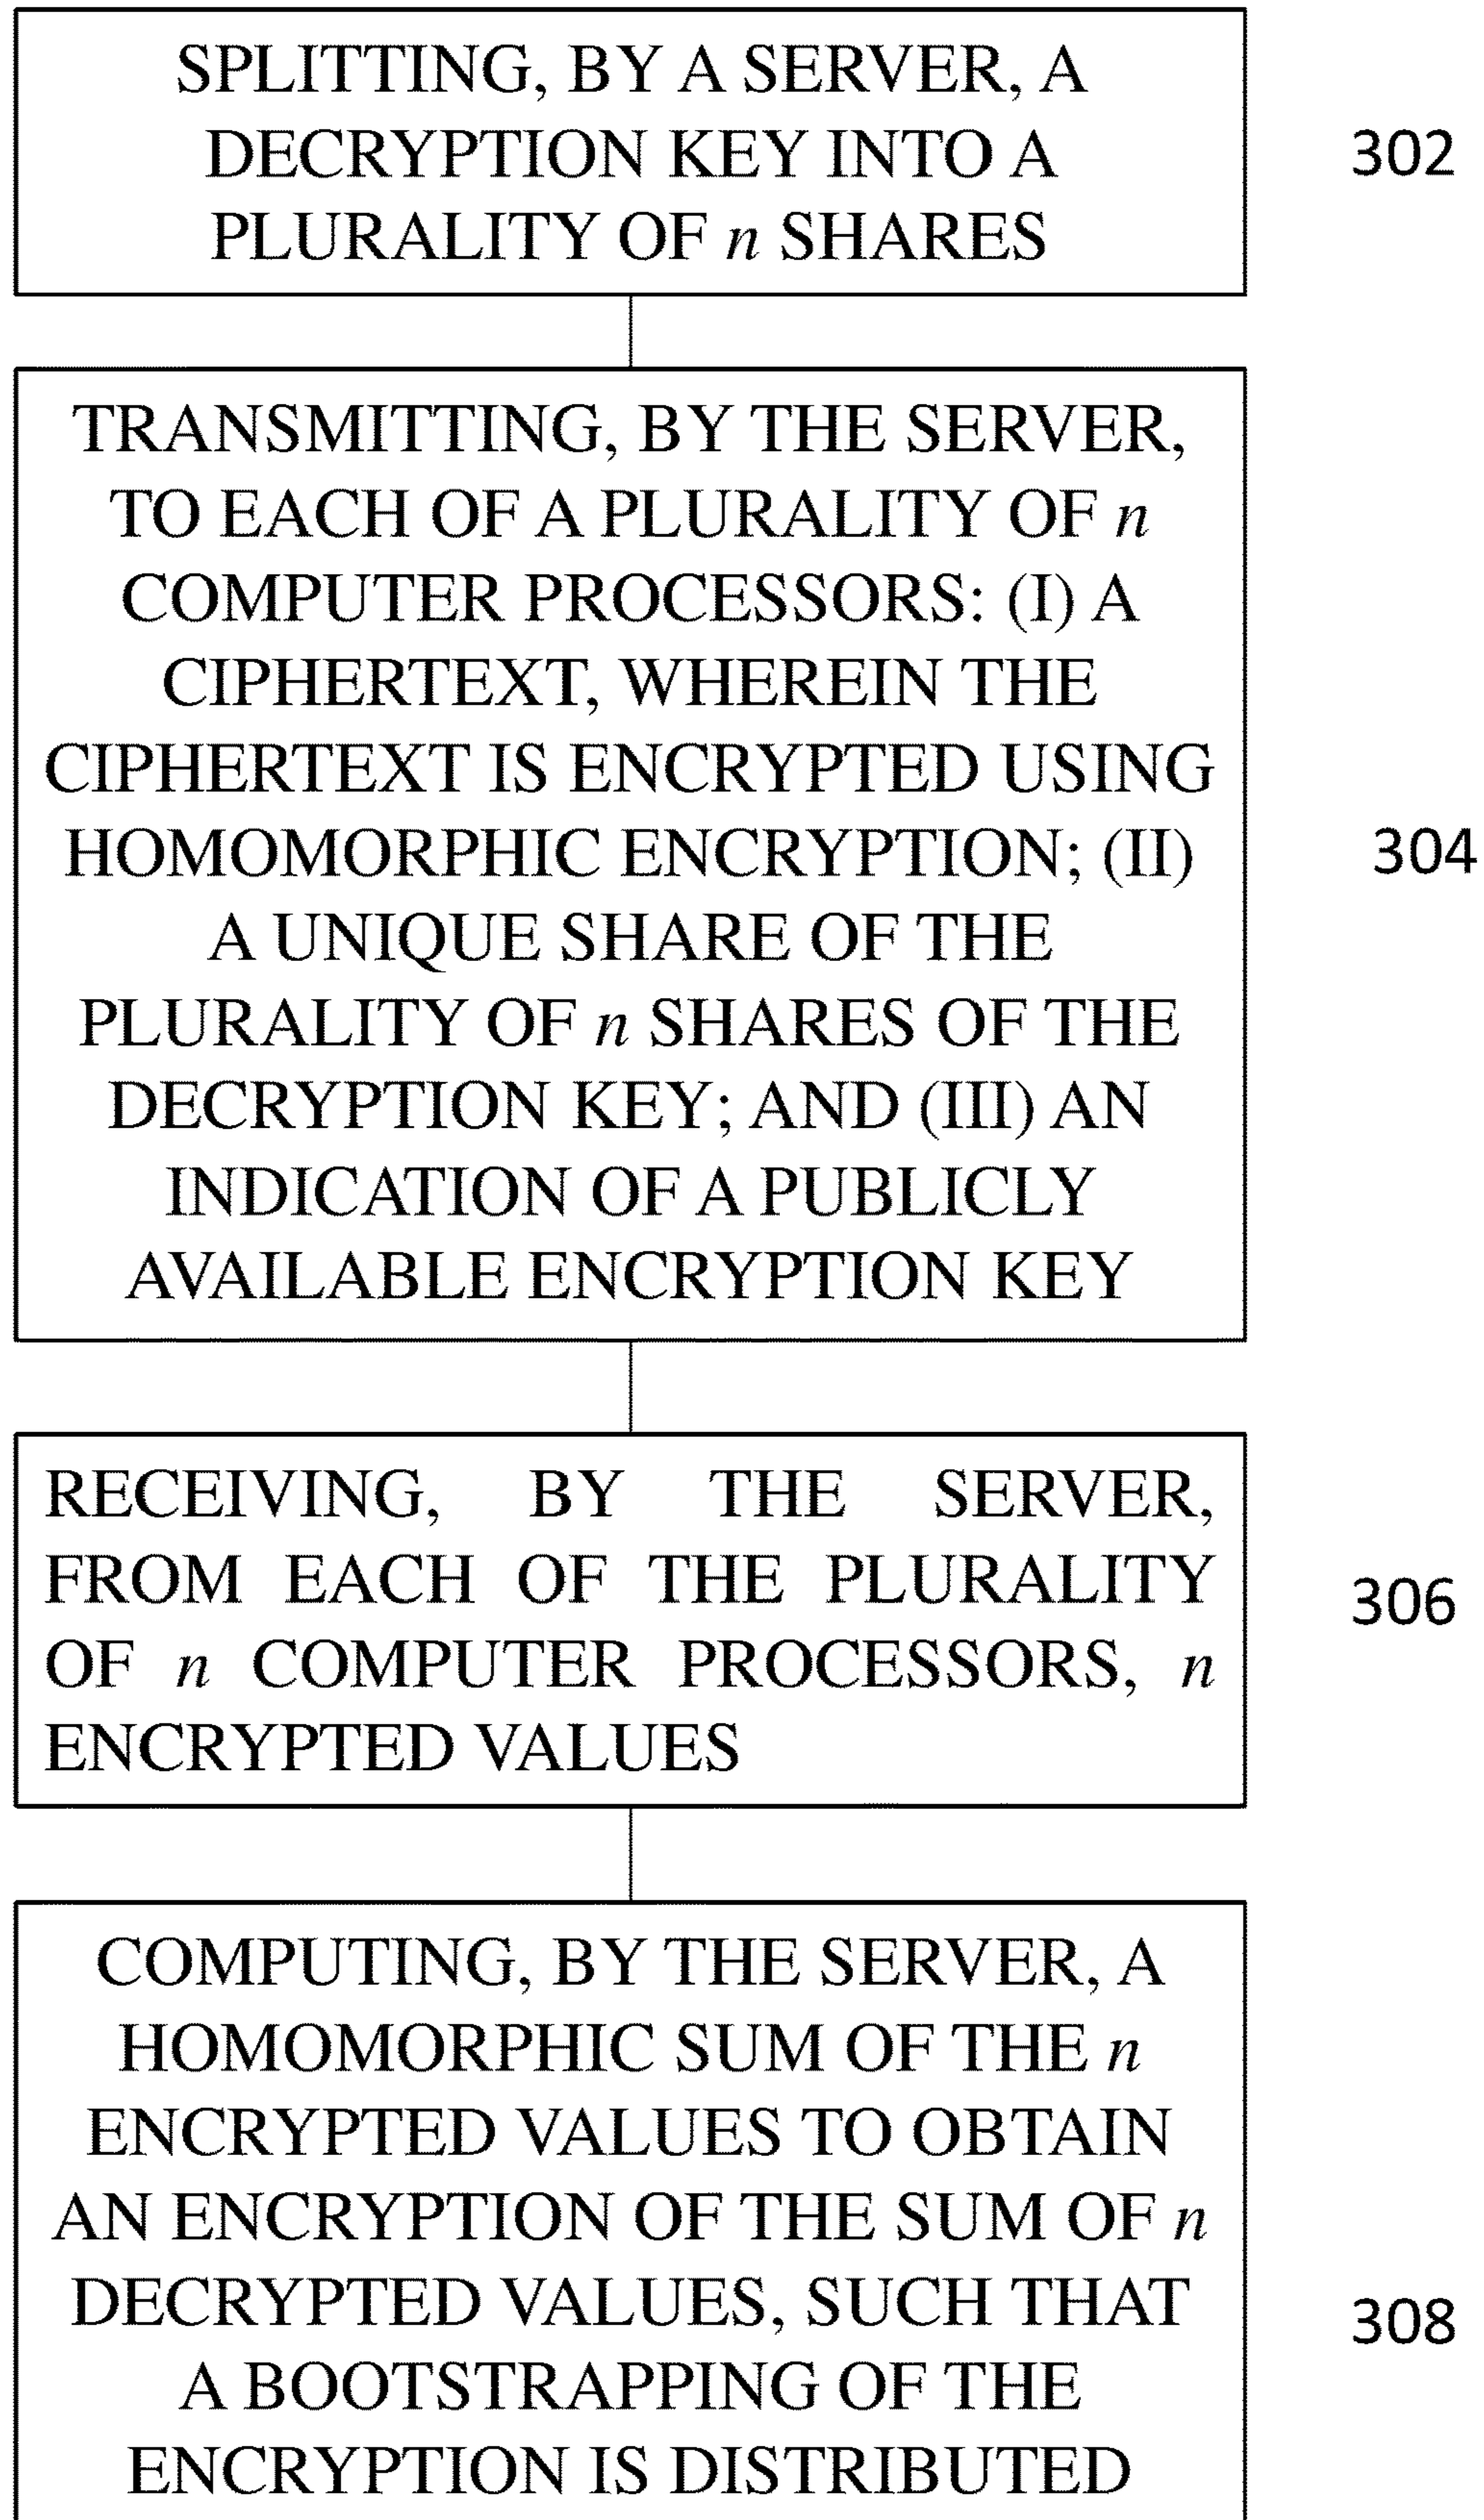 SPLITTING, BY A SERVER, A
DECRYPTION KEY INTO A
PLURALITY OF n SHARES
302
TRANSMITTING, BY THE SERVER,
TO EACH OF A PLURALITY OF n
COMPUTER PROCESSORS: (I) A
CIPHERTEXT, WHEREIN THE
CIPHERTEXT IS ENCRYPTED USING
HOMOMORPHIC ENCRYPTION; (II)
A UNIQUE SHARE OF THE
PLURALITY OF n SHARES OF THE
DECRYPTION KEY; AND (III) AN
INDICATION OF A PUBLICLY
AVAILABLE ENCRYPTION KEY
304
RECEIVING, BY THE SERVER,
FROM EACH OF THE PLURALITY
OF n COMPUTER PROCESSORS, n
ENCRYPTED VALUES
306
COMPUTING, BY THE SERVER, A
HOMOMORPHIC SUM OF THE n
ENCRYPTED VALUES TO OBTAIN
AN ENCRYPTION OF THE SUM OF n
DECRYPTED VALUES, SUCH THAT
A BOOTSTRAPPING OF THE
ENCRYPTION IS DISTRIBUTED
308